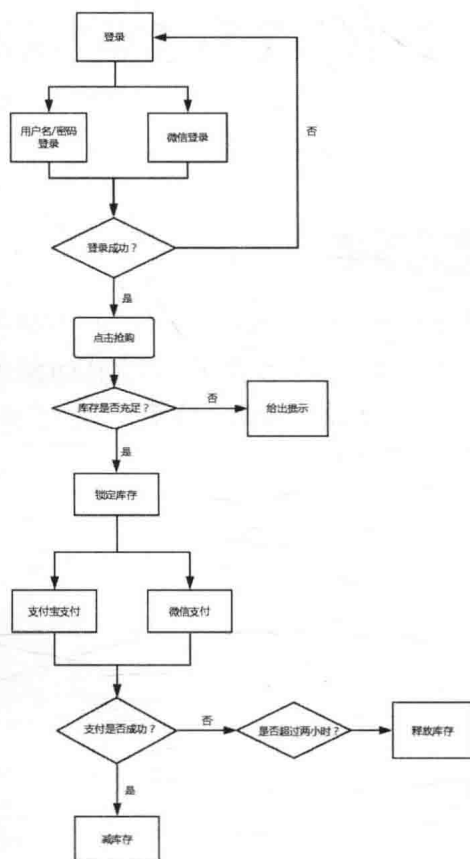 登录
用户名/密码
登录
微信登录
否
登录成功？
是
点击抢购
库存是否充足？
否
给出提示
是
锁定库存
支付宝支付
微信支付
支付是否成功？
否
是否超过两小时？
释放库存
是
减库存